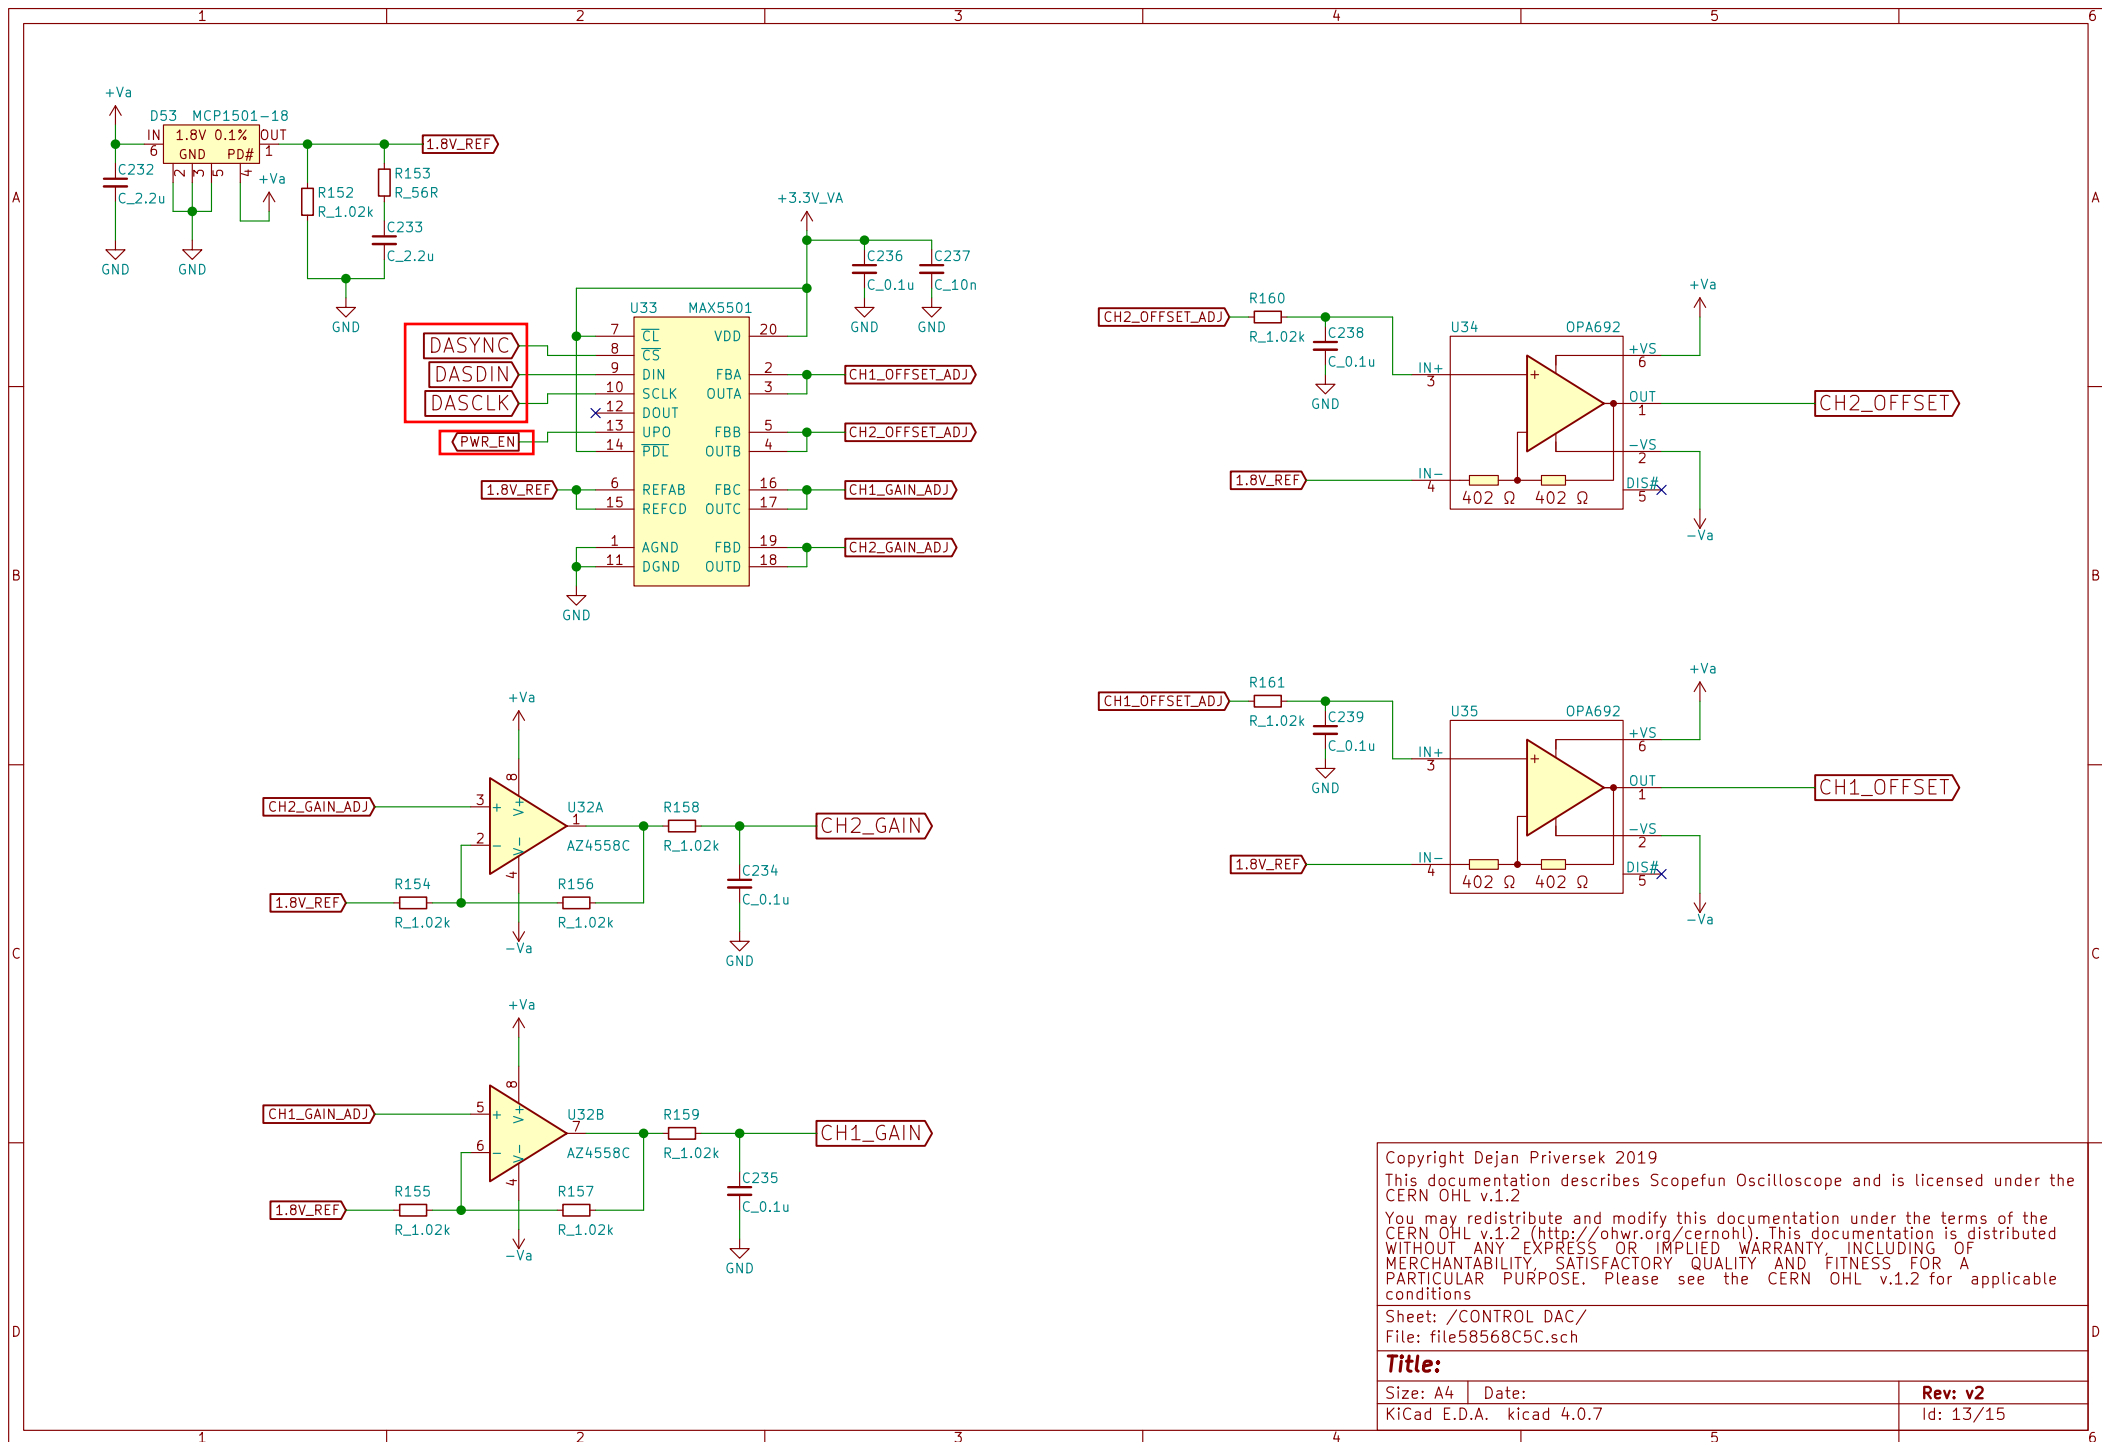 1 2 3 4 5 6
+Va
D53 MCP1501-18
IN 1.8V 0.1% OUT
6 GND PD# 1
2 3 5 4
+Va
C232
C_2.2u
GND
GND
R152
R_1.02k
R153
R_56R
C233
C_2.2u
GND
1.8V_REF
+3.3V_VA
C236
C_0.1u
GND
C237
C_10n
GND
U33 MAX5501
DASYNC
DASDIN
DASCLK
PWR_EN
1.8V_REF
7 CL VDD 20
8 CS
9 DIN FBA 2
10 SCLK OUTA 3
12 DOUT
13 UPO FBB 5
14 PDL OUTB 4
6 REFAB FBC 16
15 REFCD OUTC 17
1 AGND FBD 19
11 DGND OUTD 18
GND
CH1_OFFSET_ADJ
CH2_OFFSET_ADJ
CH1_GAIN_ADJ
CH2_GAIN_ADJ
CH2_OFFSET_ADJ
R160
R_1.02k
C238
C_0.1u
GND
U34 OPA692
+Va
IN+
3
+
+VS
6
OUT
1
-VS
2
DIS#
5
1.8V_REF
IN-
4
402 Ω 402 Ω
-Va
CH2_OFFSET
CH1_OFFSET_ADJ
R161
R_1.02k
C239
C_0.1u
GND
U35 OPA692
+Va
IN+
3
+
+VS
6
OUT
1
-VS
2
DIS#
5
1.8V_REF
IN-
4
402 Ω 402 Ω
-Va
CH1_OFFSET
+Va
8
CH2_GAIN_ADJ
3 + V+
2 - V-
4
U32A
1
AZ4558C
R158
R_1.02k
CH2_GAIN
C234
C_0.1u
GND
1.8V_REF
R154
R_1.02k
R156
R_1.02k
-Va
+Va
8
CH1_GAIN_ADJ
5 + V+
6 - V-
4
U32B
7
AZ4558C
R159
R_1.02k
CH1_GAIN
C235
C_0.1u
GND
1.8V_REF
R155
R_1.02k
R157
R_1.02k
-Va
A A
B B
C C
D D
Copyright Dejan Priversek 2019
This documentation describes Scopefun Oscilloscope and is licensed under the
CERN OHL v.1.2
You may redistribute and modify this documentation under the terms of the
CERN OHL v.1.2 (http://ohwr.org/cernohl). This documentation is distributed
WITHOUT ANY EXPRESS OR IMPLIED WARRANTY, INCLUDING OF
MERCHANTABILITY, SATISFACTORY QUALITY AND FITNESS FOR A
PARTICULAR PURPOSE. Please see the CERN OHL v.1.2 for applicable
conditions
Sheet: /CONTROL DAC/
File: file58568C5C.sch
Title:
Size: A4 Date: Rev: v2
KiCad E.D.A. kicad 4.0.7 Id: 13/15
1 2 3 4 5 6